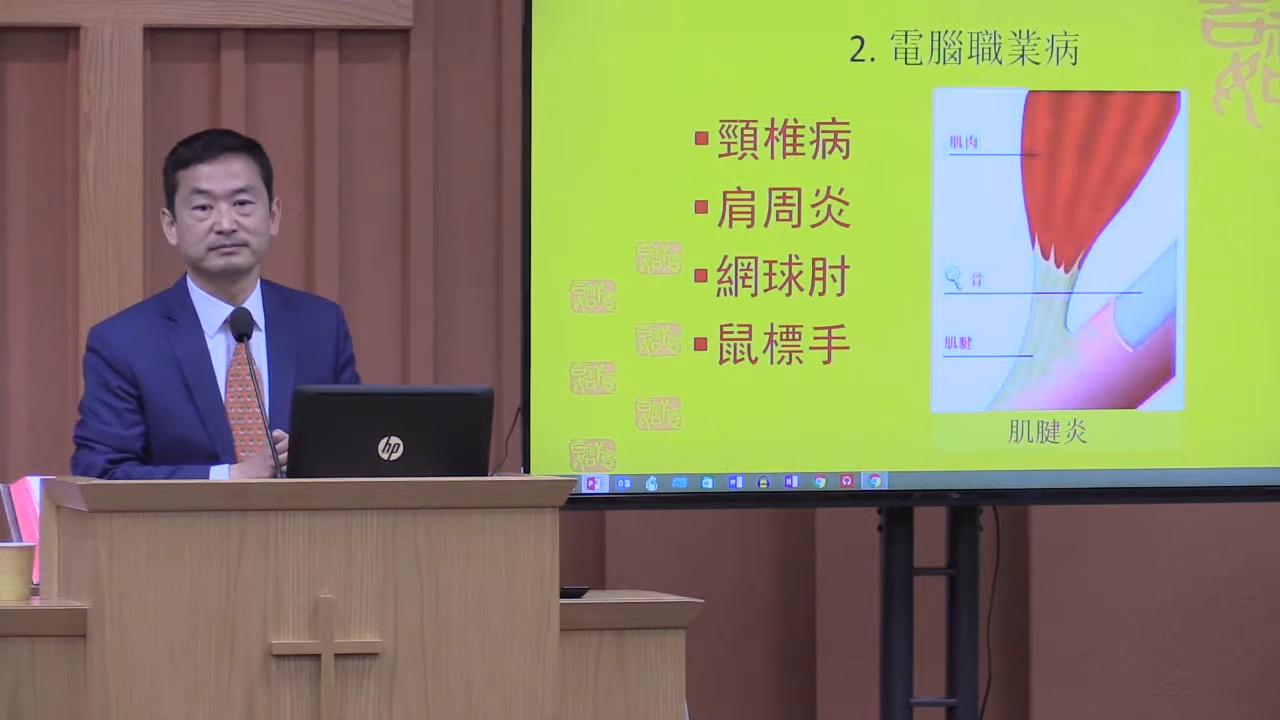 2. 電腦職業病
▪頸椎病
▪肩周炎
▪網球肘
▪鼠標手
肌肉
骨
肌腱
肌腱炎
hp